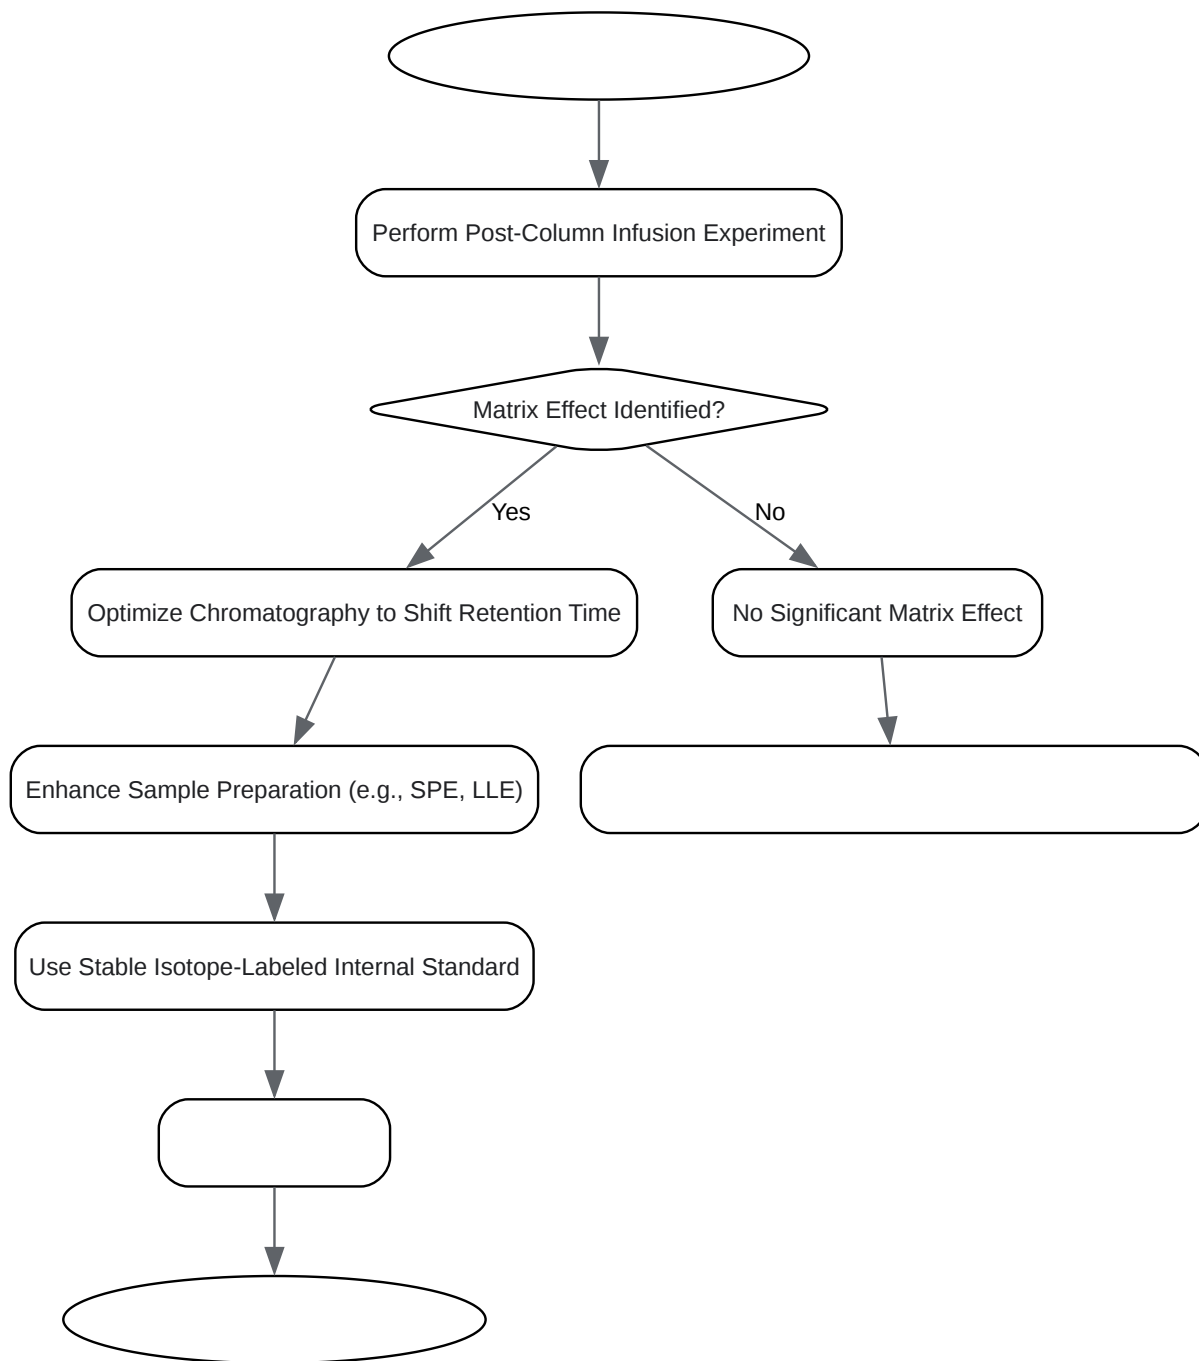 Perform Post-Column Infusion Experiment
Matrix Effect Identified?
Yes
No
Optimize Chromatography to Shift Retention Time
No Significant Matrix Effect
Enhance Sample Preparation (e.g., SPE, LLE)
Use Stable Isotope-Labeled Internal Standard